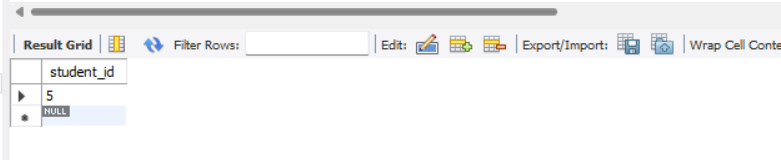 Result Grid Filter Rows: Edit: Export/Import: Wrap Cell Conte
student_id
5
NULL